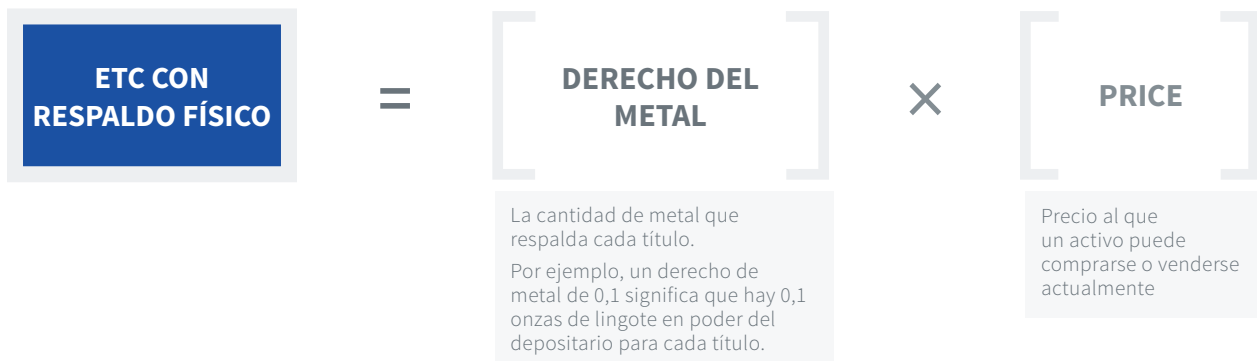 ETC CON
RESPALDO FÍSICO
=
DERECHO DEL
METAL
×
PRICE
La cantidad de metal que
respalda cada título.
Por ejemplo, un derecho de
metal de 0,1 significa que hay 0,1
onzas de lingote en poder del
depositario para cada título.
Precio al que
un activo puede
comprarse o venderse
actualmente